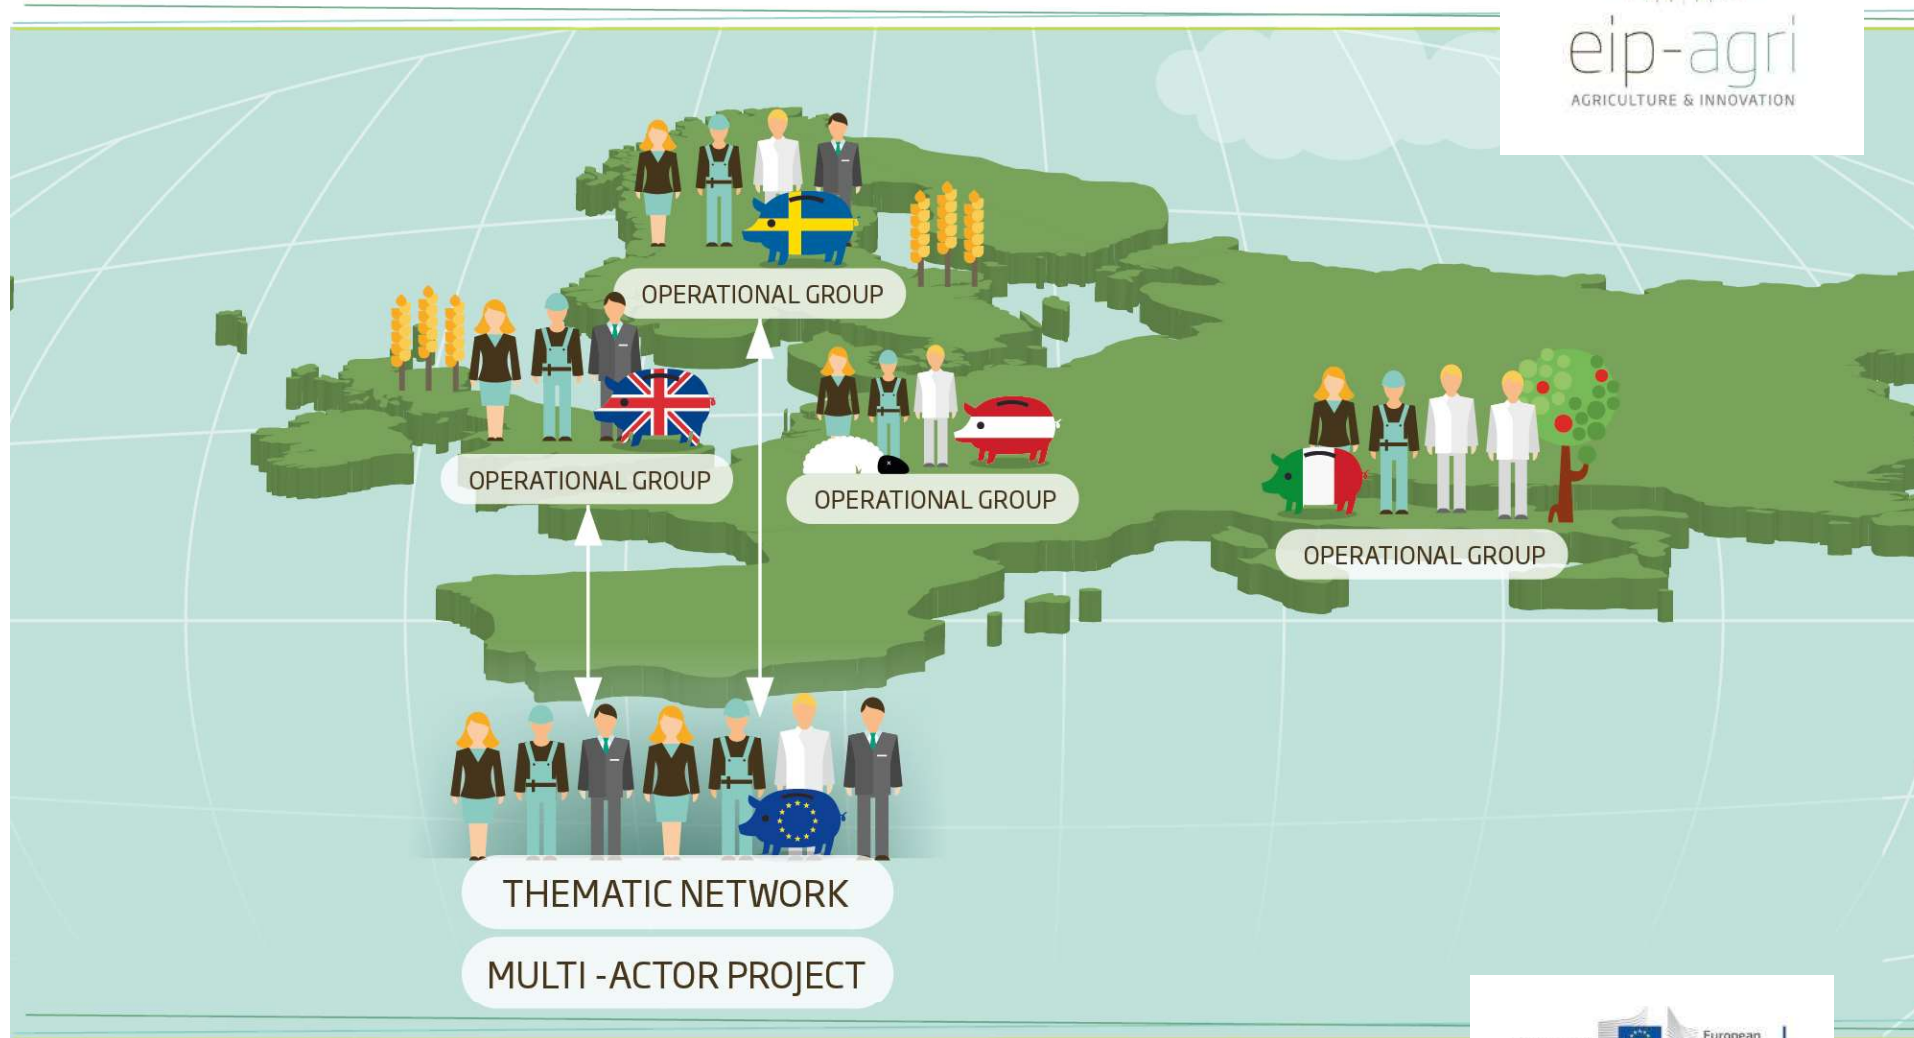 eip-agri
AGRICULTURE & INNOVATION
OPERATIONAL GROUP
OPERATIONAL GROUP
OPERATIONAL GROUP
OPERATIONAL GROUP
THEMATIC NETWORK
MULTI -ACTOR PROJECT
European